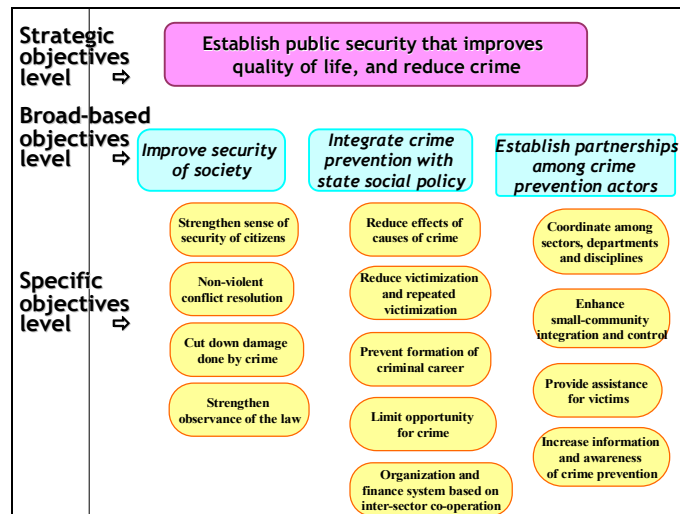 Strategic
objectives
level ⇨
Establish public security that improves
quality of life, and reduce crime
Broad-based
objectives
level ⇨
Improve security
of society
Integrate crime
prevention with
state social policy
Establish partnerships
among crime
prevention actors
Specific
objectives
level ⇨
Strengthen sense of
security of citizens
Non-violent
conflict resolution
Cut down damage
done by crime
Strengthen
observance of the law
Reduce effects of
causes of crime
Reduce victimization
and repeated
victimization
Prevent formation of
criminal career
Limit opportunity
for crime
Organization and
finance system based on
inter-sector co-operation
Coordinate among
sectors, departments
and disciplines
Enhance
small-community
integration and control
Provide assistance
for victims
Increase information
and awareness
of crime prevention